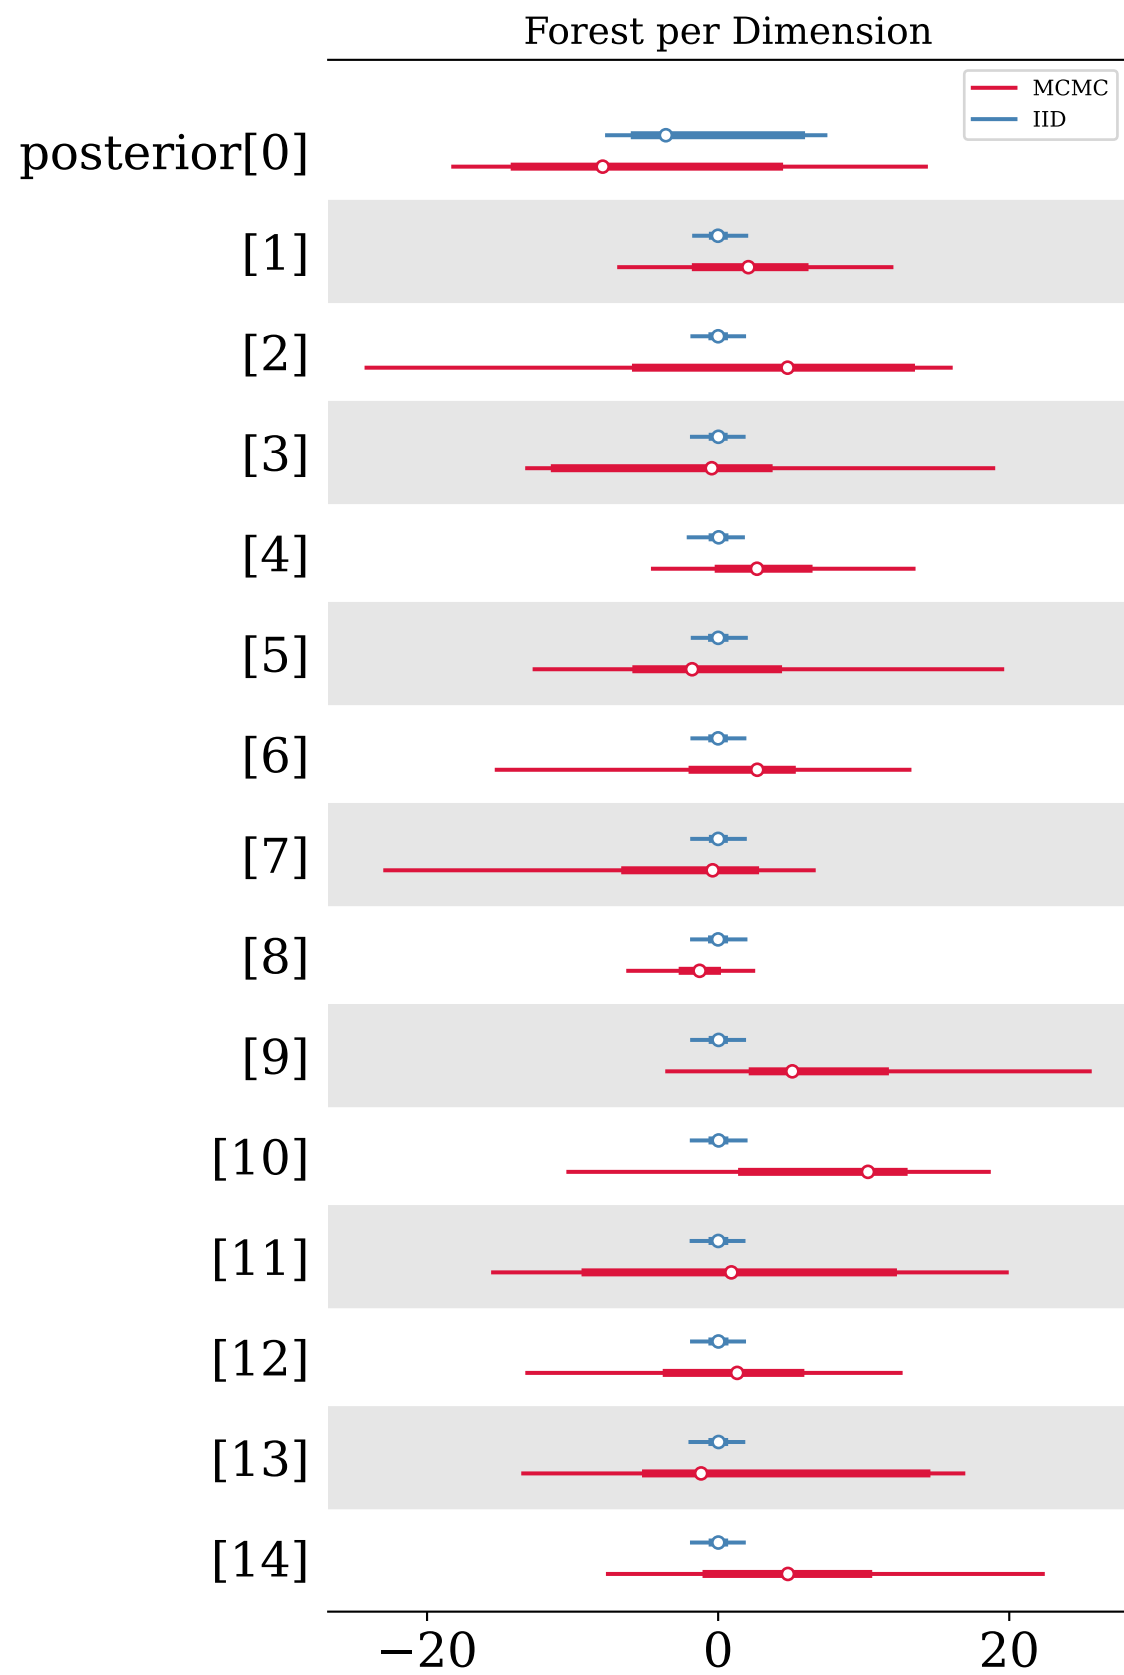 Forest per Dimension
MCMC
IID
posterior[0]
[1]
[2]
[3]
[4]
[5]
[6]
[7]
[8]
[9]
[10]
[11]
[12]
[13]
[14]
−20 0 20